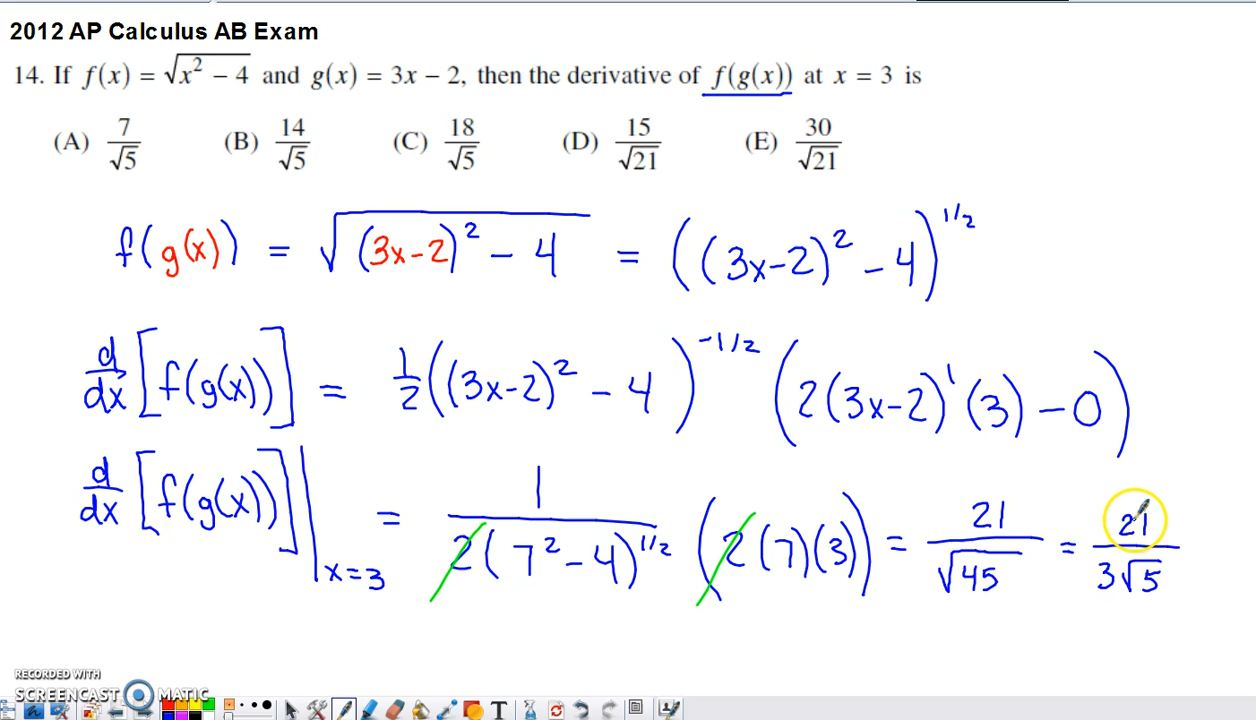 2012 AP Calculus AB Exam
14. If f(x) = √(x² − 4) and g(x) = 3x − 2, then the derivative of f(g(x)) at x = 3 is
(A) 7/√5 (B) 14/√5 (C) 18/√5 (D) 15/√21 (E) 30/√21
f(g(x)) = √((3x−2)² − 4) = ((3x−2)² − 4)^1/2
d/dx [f(g(x))] = 1/2 ((3x−2)² − 4)^−1/2 (2(3x−2)^1 (3) − 0)
d/dx [f(g(x))] |x=3 = 1/(2(7² − 4)^1/2) (2(7)(3)) = 21/√45 = 21/(3√5)
RECORDED WITH
SCREENCAST MATIC